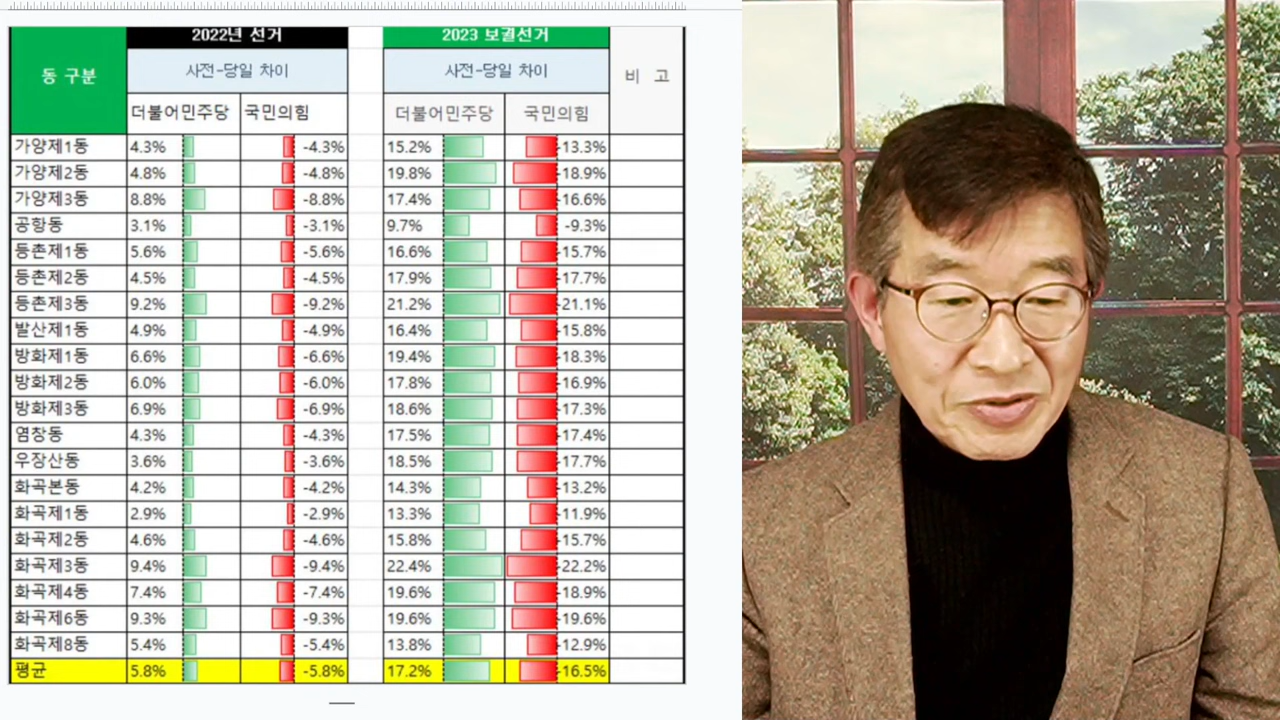 2022년 선거 2023 보궐선거
동 구분 사전-당일 차이 사전-당일 차이 비 고
더불어민주당 국민의힘 더불어민주당 국민의힘
가양제1동 4.3% -4.3% 15.2% -13.3%
가양제2동 4.8% -4.8% 19.8% -18.9%
가양제3동 8.8% -8.8% 17.4% -16.6%
공항동 3.1% -3.1% 9.7% -9.3%
등촌제1동 5.6% -5.6% 16.6% -15.7%
등촌제2동 4.5% -4.5% 17.9% -17.7%
등촌제3동 9.2% -9.2% 21.2% -21.1%
발산제1동 4.9% -4.9% 16.4% -15.8%
방화제1동 6.6% -6.6% 19.4% -18.3%
방화제2동 6.0% -6.0% 17.8% -16.9%
방화제3동 6.9% -6.9% 18.6% -17.3%
염창동 4.3% -4.3% 17.5% -17.4%
우장산동 3.6% -3.6% 18.5% -17.7%
화곡본동 4.2% -4.2% 14.3% -13.2%
화곡제1동 2.9% -2.9% 13.3% -11.9%
화곡제2동 4.6% -4.6% 15.8% -15.7%
화곡제3동 9.4% -9.4% 22.4% -22.2%
화곡제4동 7.4% -7.4% 19.6% -18.9%
화곡제6동 9.3% -9.3% 19.6% -19.6%
화곡제8동 5.4% -5.4% 13.8% -12.9%
평균 5.8% -5.8% 17.2% -16.5%